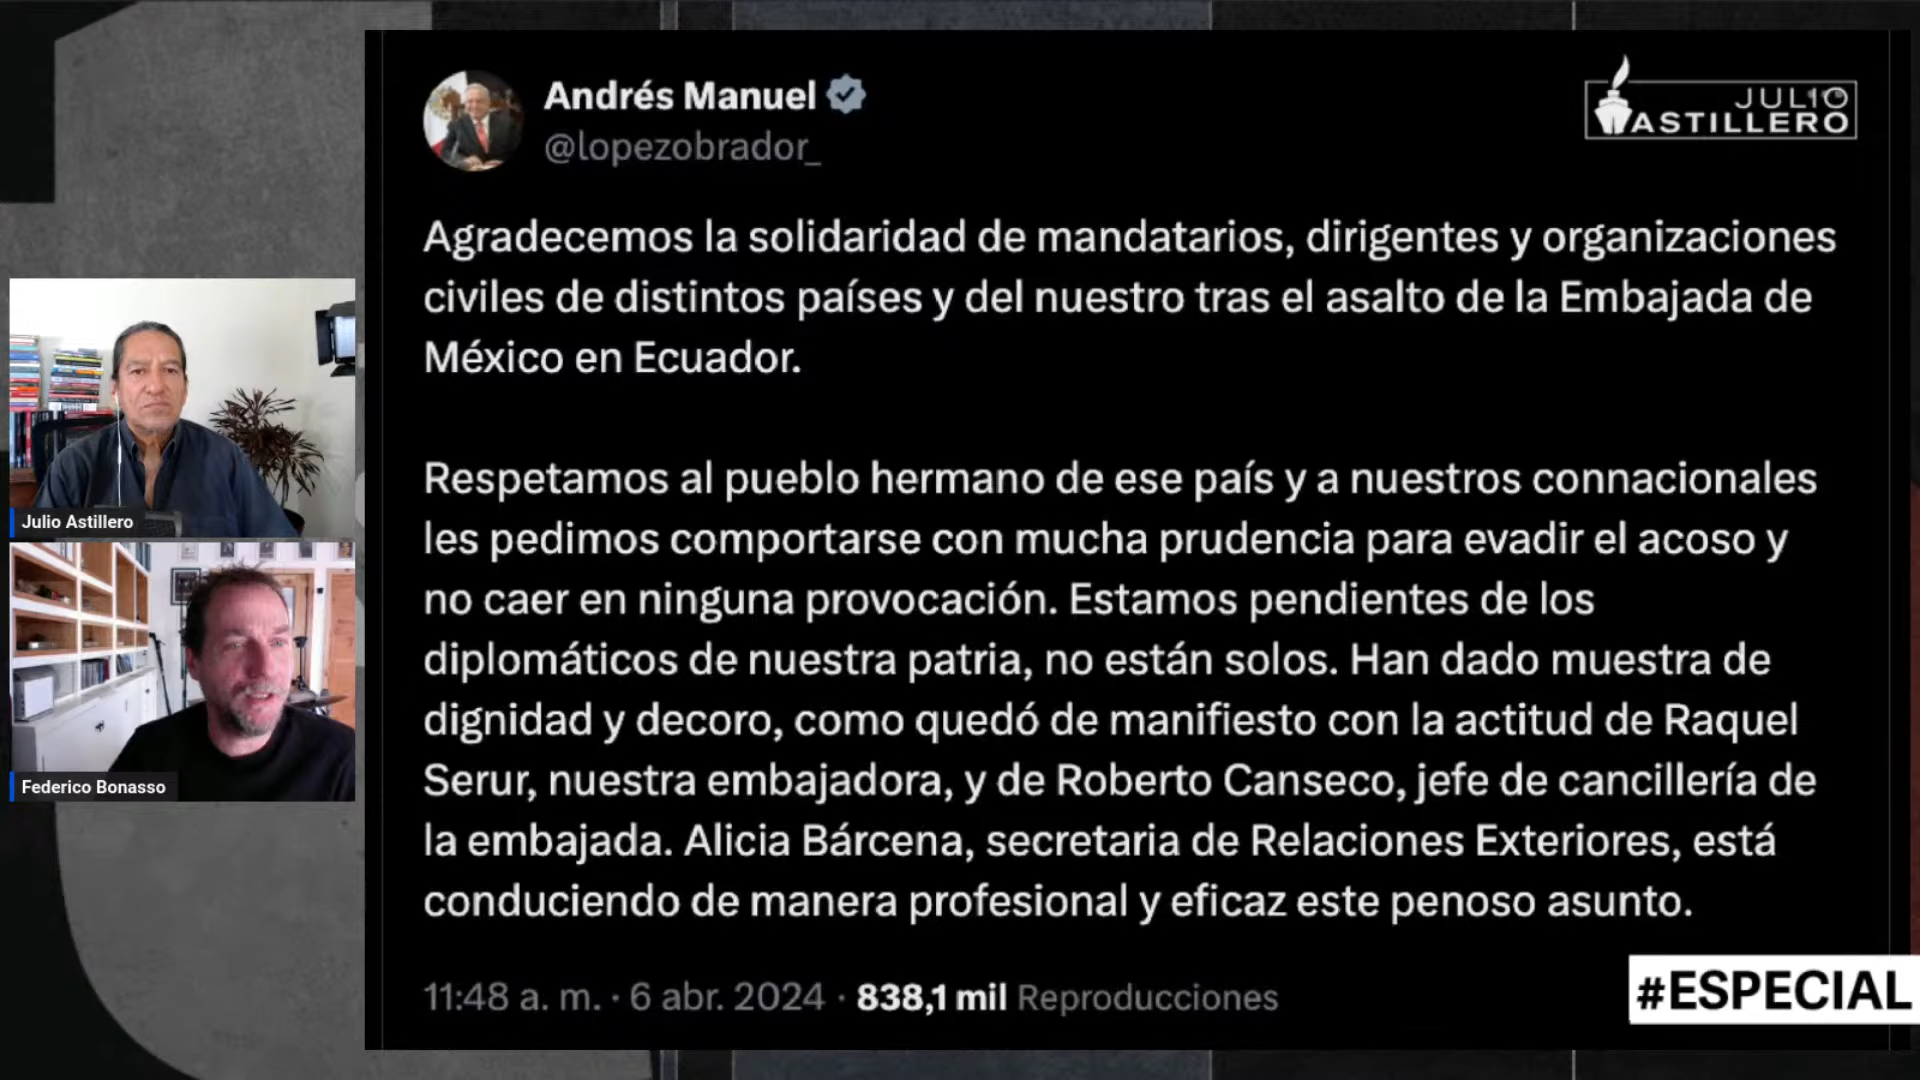 Andrés Manuel
@lopezobrador_
JULIO
ASTILLERO
Agradecemos la solidaridad de mandatarios, dirigentes y organizaciones
civiles de distintos países y del nuestro tras el asalto de la Embajada de
México en Ecuador.
Respetamos al pueblo hermano de ese país y a nuestros connacionales
les pedimos comportarse con mucha prudencia para evadir el acoso y
no caer en ninguna provocación. Estamos pendientes de los
diplomáticos de nuestra patria, no están solos. Han dado muestra de
dignidad y decoro, como quedó de manifiesto con la actitud de Raquel
Serur, nuestra embajadora, y de Roberto Canseco, jefe de cancillería de
la embajada. Alicia Bárcena, secretaria de Relaciones Exteriores, está
conduciendo de manera profesional y eficaz este penoso asunto.
11:48 a. m. · 6 abr. 2024 · 838,1 mil Reproducciones
#ESPECIAL
Julio Astillero
Federico Bonasso